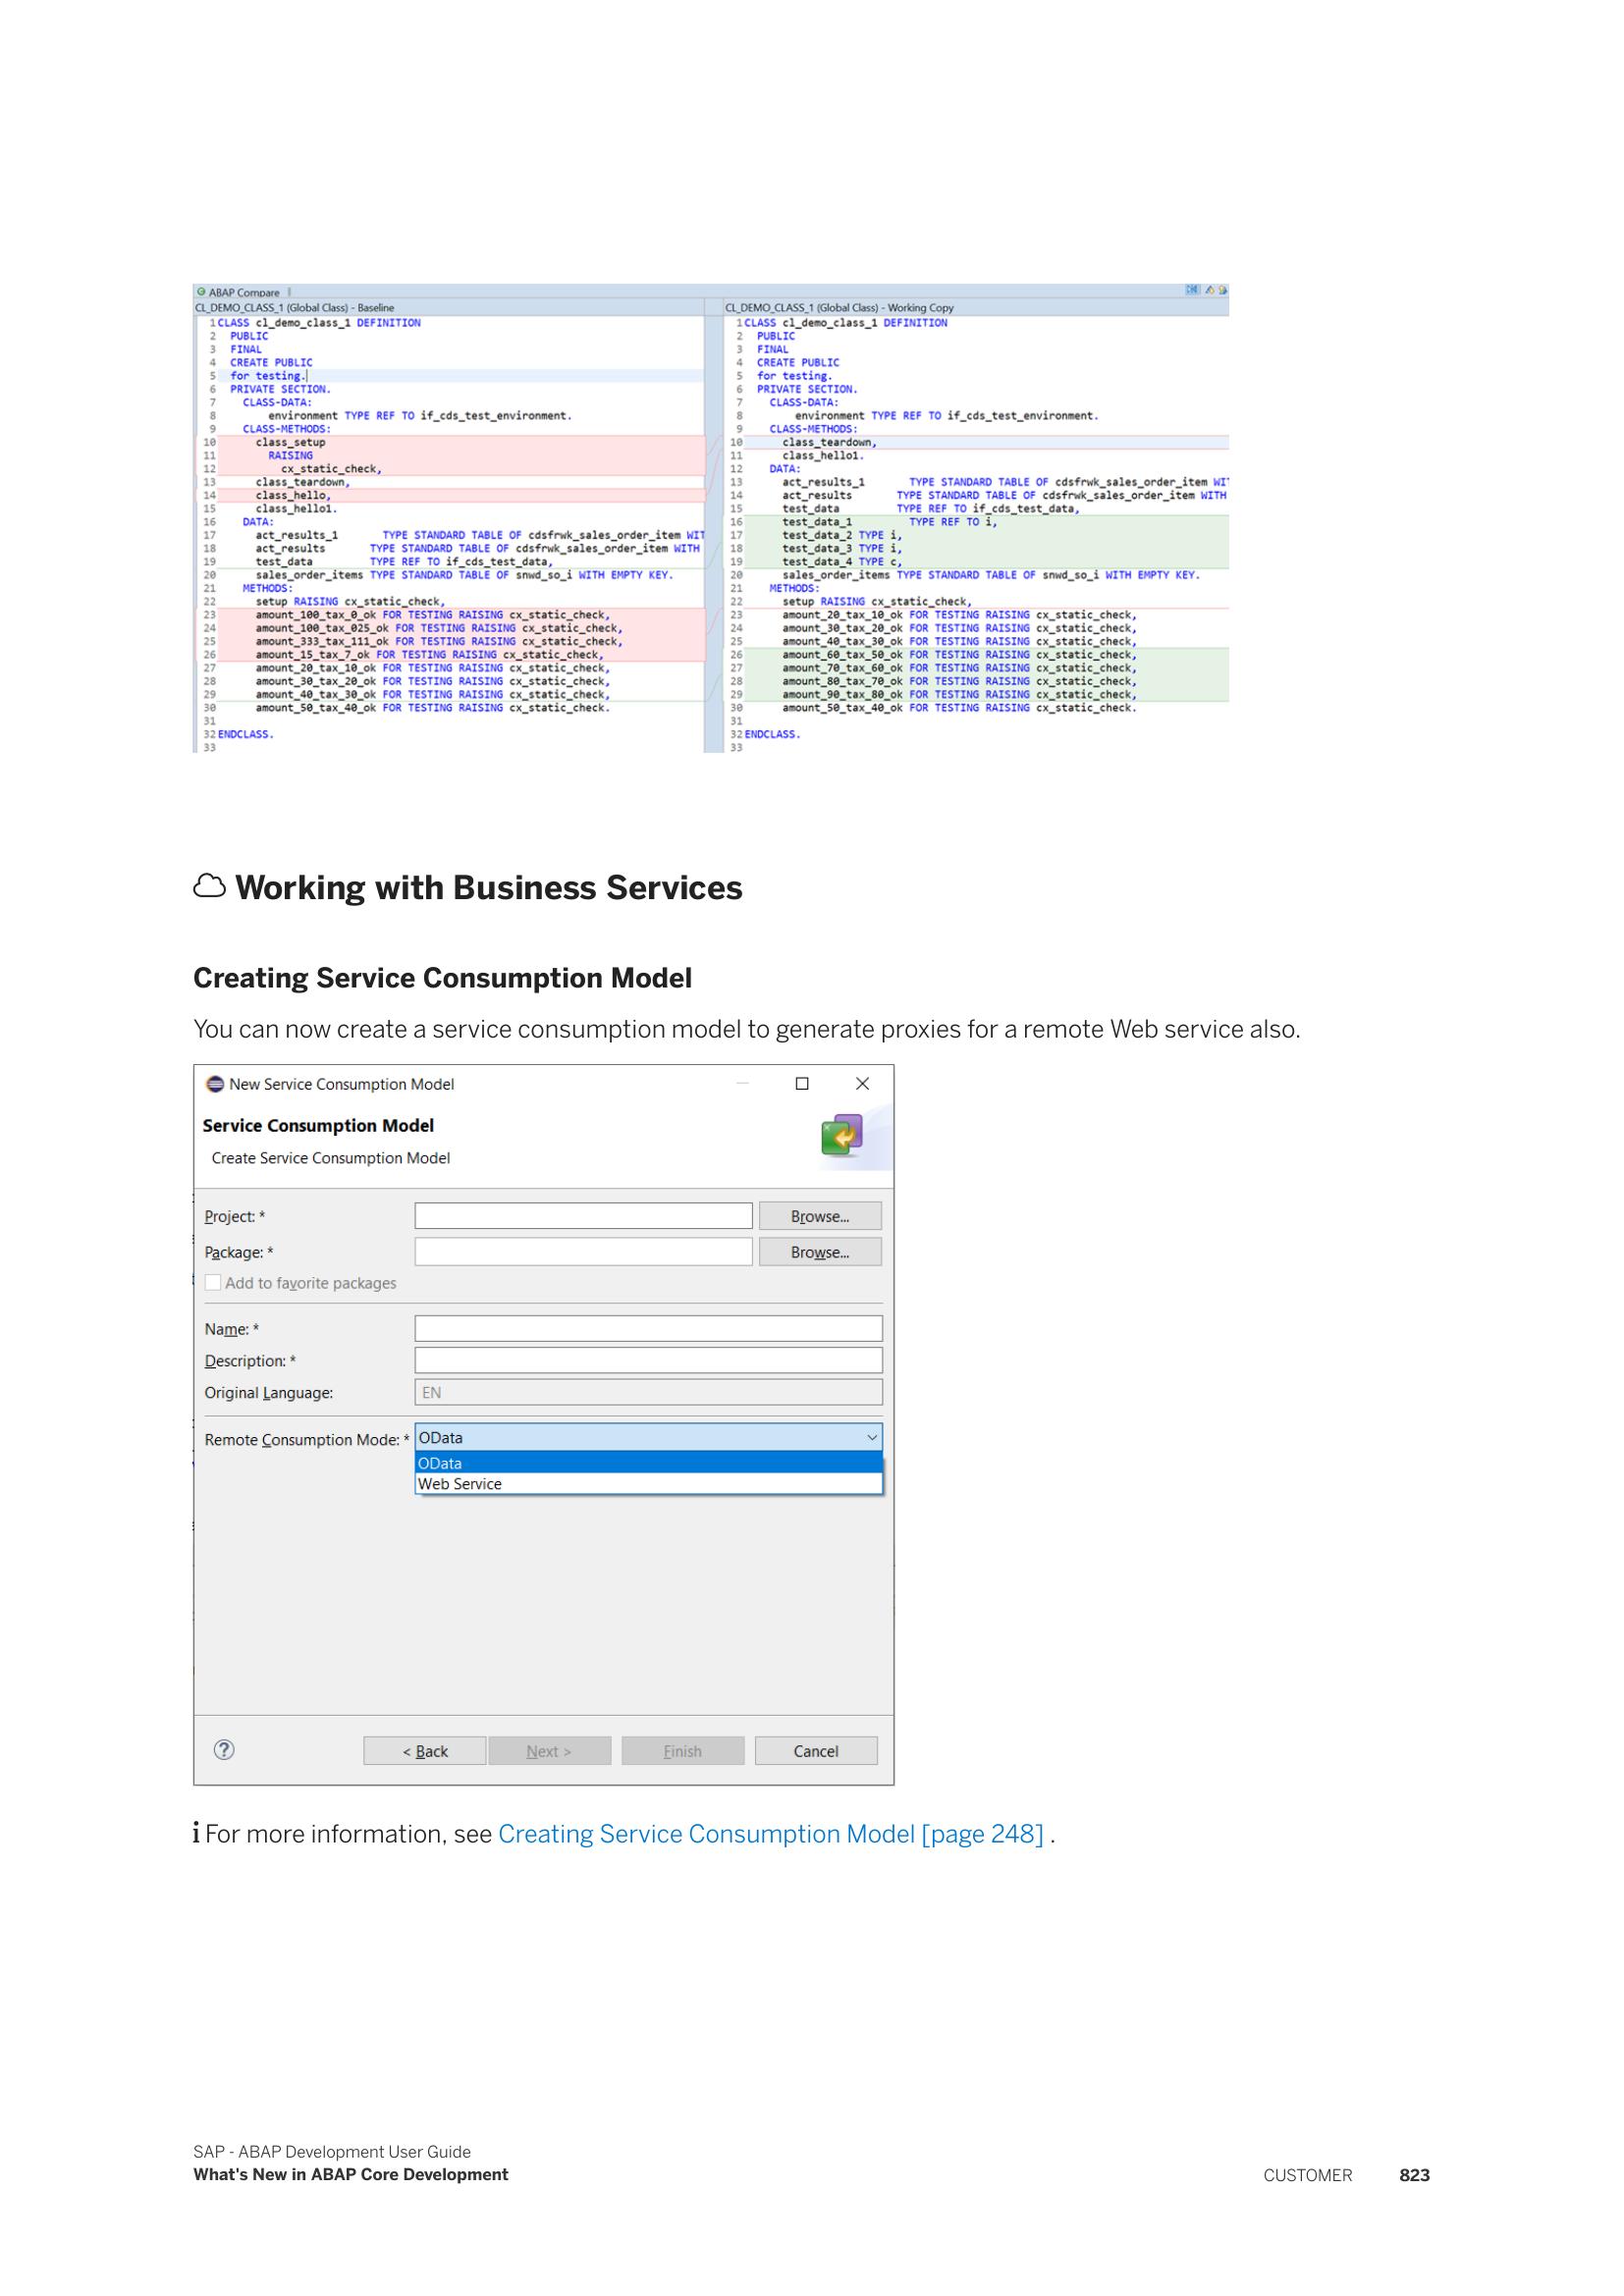 ABAP Compare
CL_DEMO_CLASS_1 (Global Class) - Baseline
1 CLASS cl_demo_class_1 DEFINITION
2 PUBLIC
3 FINAL
4 CREATE PUBLIC
5 for testing.
6 PRIVATE SECTION.
7 CLASS-DATA:
8 environment TYPE REF TO if_cds_test_environment.
9 CLASS-METHODS:
10 class_setup
11 RAISING
12 cx_static_check,
13 class_teardown,
14 class_hello,
15 class_hello1.
16 DATA:
17 act_results_1 TYPE STANDARD TABLE OF cdsfrwk_sales_order_item WIT
18 act_results TYPE STANDARD TABLE OF cdsfrwk_sales_order_item WITH
19 test_data TYPE REF TO if_cds_test_data,
20 sales_order_items TYPE STANDARD TABLE OF snwd_so_i WITH EMPTY KEY.
21 METHODS:
22 setup RAISING cx_static_check,
23 amount_100_tax_0_ok FOR TESTING RAISING cx_static_check,
24 amount_100_tax_025_ok FOR TESTING RAISING cx_static_check,
25 amount_333_tax_111_ok FOR TESTING RAISING cx_static_check,
26 amount_15_tax_7_ok FOR TESTING RAISING cx_static_check,
27 amount_20_tax_10_ok FOR TESTING RAISING cx_static_check,
28 amount_30_tax_20_ok FOR TESTING RAISING cx_static_check,
29 amount_40_tax_30_ok FOR TESTING RAISING cx_static_check,
30 amount_50_tax_40_ok FOR TESTING RAISING cx_static_check.
31
32 ENDCLASS.
33
CL_DEMO_CLASS_1 (Global Class) - Working Copy
1 CLASS cl_demo_class_1 DEFINITION
2 PUBLIC
3 FINAL
4 CREATE PUBLIC
5 for testing.
6 PRIVATE SECTION.
7 CLASS-DATA:
8 environment TYPE REF TO if_cds_test_environment.
9 CLASS-METHODS:
10 class_teardown,
11 class_hello1.
12 DATA:
13 act_results_1 TYPE STANDARD TABLE OF cdsfrwk_sales_order_item WI
14 act_results TYPE STANDARD TABLE OF cdsfrwk_sales_order_item WITH
15 test_data TYPE REF TO if_cds_test_data,
16 test_data_1 TYPE REF TO i,
17 test_data_2 TYPE i,
18 test_data_3 TYPE i,
19 test_data_4 TYPE c,
20 sales_order_items TYPE STANDARD TABLE OF snwd_so_i WITH EMPTY KEY.
21 METHODS:
22 setup RAISING cx_static_check,
23 amount_20_tax_10_ok FOR TESTING RAISING cx_static_check,
24 amount_30_tax_20_ok FOR TESTING RAISING cx_static_check,
25 amount_40_tax_30_ok FOR TESTING RAISING cx_static_check,
26 amount_60_tax_50_ok FOR TESTING RAISING cx_static_check,
27 amount_70_tax_60_ok FOR TESTING RAISING cx_static_check,
28 amount_80_tax_70_ok FOR TESTING RAISING cx_static_check,
29 amount_90_tax_80_ok FOR TESTING RAISING cx_static_check,
30 amount_50_tax_40_ok FOR TESTING RAISING cx_static_check.
31
32 ENDCLASS.
33
Working with Business Services
Creating Service Consumption Model
You can now create a service consumption model to generate proxies for a remote Web service also.
New Service Consumption Model
Service Consumption Model
Create Service Consumption Model
Project: * Browse...
Package: * Browse...
Add to favorite packages
Name: *
Description: *
Original Language: EN
Remote Consumption Mode: * OData
OData
Web Service
? < Back Next > Finish Cancel
i For more information, see Creating Service Consumption Model [page 248] .
SAP - ABAP Development User Guide
What's New in ABAP Core Development
CUSTOMER 823